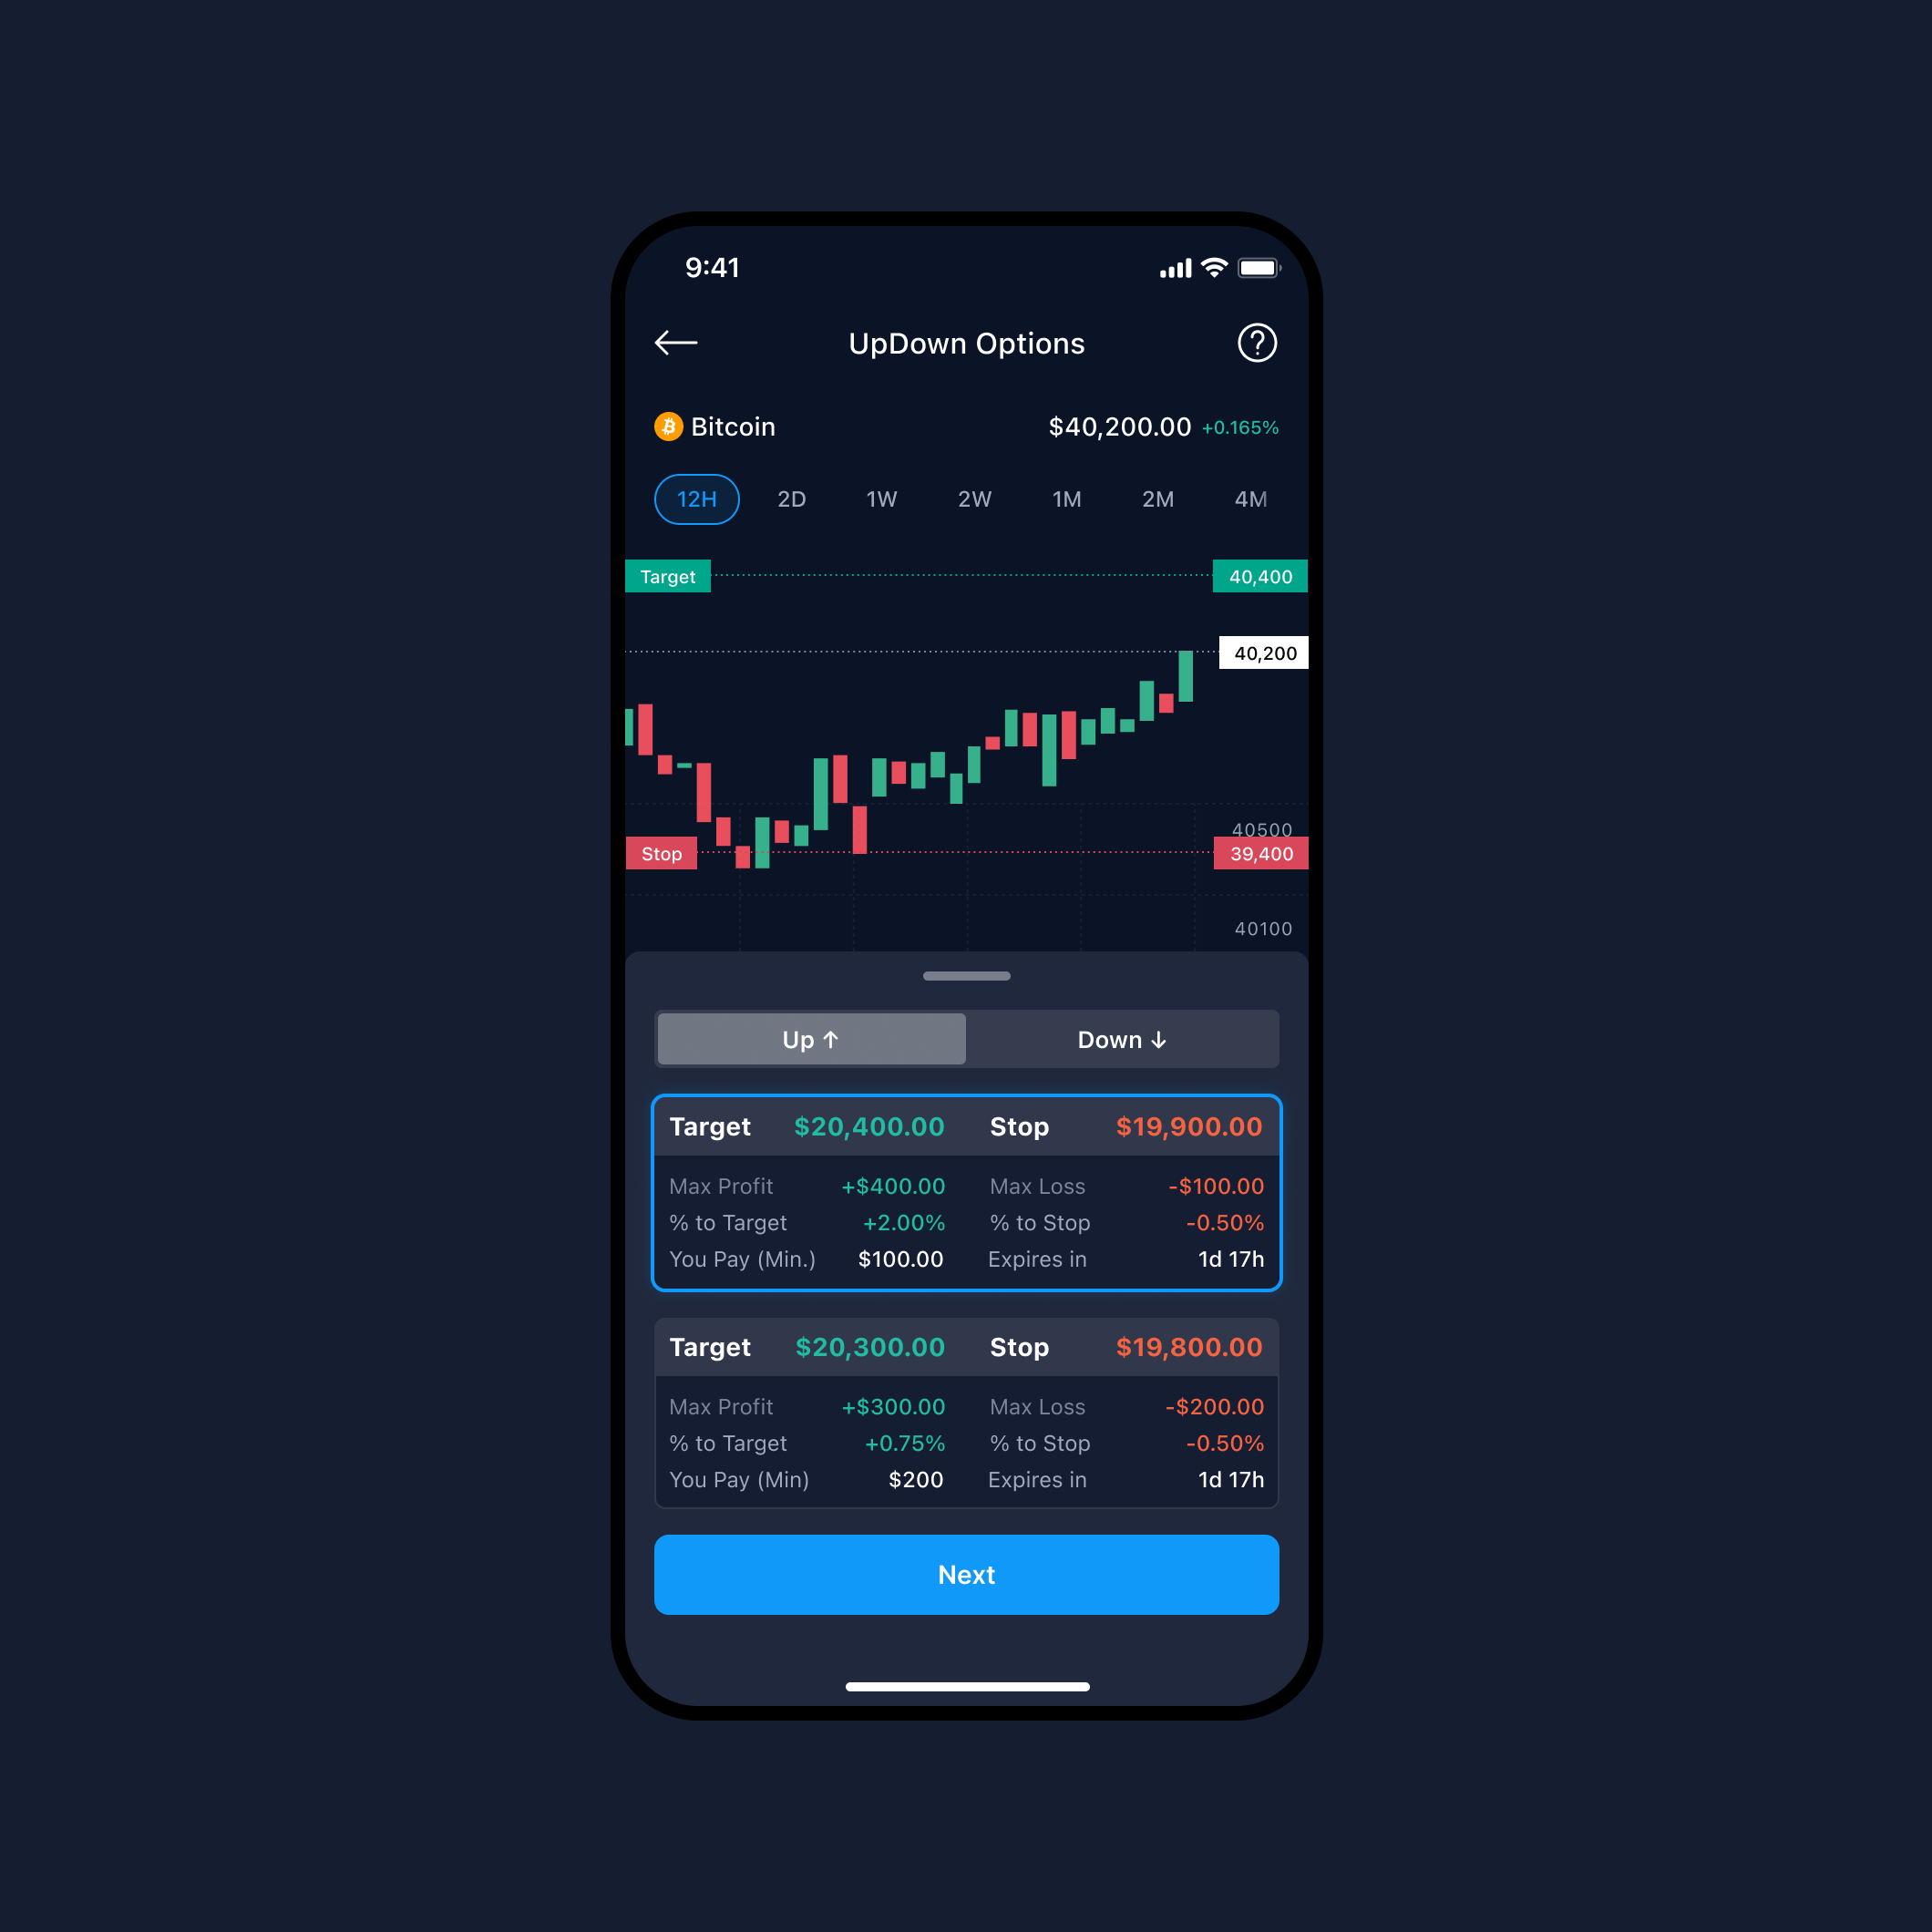 9:41
UpDown Options
Bitcoin $40,200.00 +0.165%
12H 2D 1W 2W 1M 2M 4M
Target 40,400
40,200
40500
Stop 39,400
40100
Up ↑ Down ↓
Target $20,400.00 Stop $19,900.00
Max Profit +$400.00 Max Loss -$100.00
% to Target +2.00% % to Stop -0.50%
You Pay (Min.) $100.00 Expires in 1d 17h
Target $20,300.00 Stop $19,800.00
Max Profit +$300.00 Max Loss -$200.00
% to Target +0.75% % to Stop -0.50%
You Pay (Min) $200 Expires in 1d 17h
Next